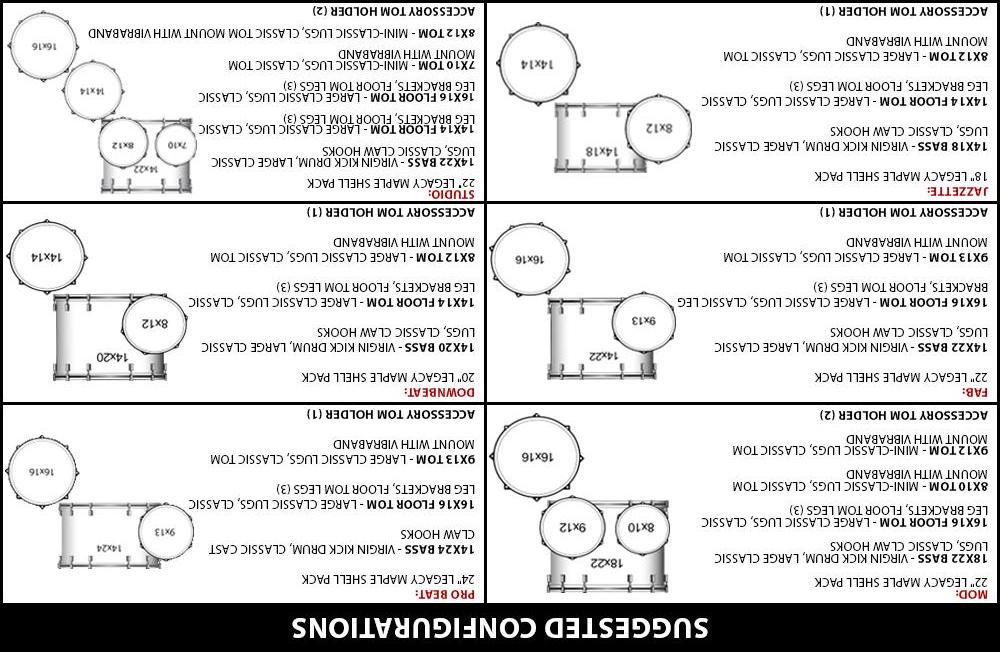 SUGGESTED CONFIGURATIONS
MOD:
22" LEGACY MAPLE SHELL PACK
18X22 BASS - VIRGIN KICK DRUM, LARGE CLASSIC
LUGS, CLASSIC CLAW HOOKS
16X16 FLOOR TOM - LARGE CLASSIC LUGS, CLASSIC
LEG BRACKETS, FLOOR TOM LEGS (3)
8X10 TOM - MINI-CLASSIC LUGS, CLASSIC TOM
MOUNT WITH VIBRABAND
9X12 TOM - MINI-CLASSIC LUGS, CLASSIC TOM
MOUNT WITH VIBRABAND
ACCESSORY TOM HOLDER (2)
18x22
8x10
9x12
16x16
PRO BEAT:
24" LEGACY MAPLE SHELL PACK
14X24 BASS - VIRGIN KICK DRUM, CLASSIC CAST
CLAW HOOKS
16X16 FLOOR TOM - LARGE CLASSIC LUGS, CLASSIC
LEG BRACKETS, FLOOR TOM LEGS (3)
9X13 TOM - LARGE CLASSIC LUGS, CLASSIC TOM
MOUNT WITH VIBRABAND
ACCESSORY TOM HOLDER (1)
14x24
9x13
16x16
FAB:
22" LEGACY MAPLE SHELL PACK
14X22 BASS - VIRGIN KICK DRUM, LARGE CLASSIC
LUGS, CLASSIC CLAW HOOKS
16X16 FLOOR TOM - LARGE CLASSIC LUGS, CLASSIC LEG
BRACKETS, FLOOR TOM LEGS (3)
9X13 TOM - LARGE CLASSIC LUGS, CLASSIC TOM
MOUNT WITH VIBRABAND
ACCESSORY TOM HOLDER (1)
14x22
9x13
16x16
DOWNBEAT:
20" LEGACY MAPLE SHELL PACK
14X20 BASS - VIRGIN KICK DRUM, LARGE CLASSIC
LUGS, CLASSIC CLAW HOOKS
14X14 FLOOR TOM - LARGE CLASSIC LUGS, CLASSIC
LEG BRACKETS, FLOOR TOM LEGS (3)
8X12 TOM - LARGE CLASSIC LUGS, CLASSIC TOM
MOUNT WITH VIBRABAND
ACCESSORY TOM HOLDER (1)
14x20
8x12
14x14
JAZZETTE:
18" LEGACY MAPLE SHELL PACK
14X18 BASS - VIRGIN KICK DRUM, LARGE CLASSIC
LUGS, CLASSIC CLAW HOOKS
14X14 FLOOR TOM - LARGE CLASSIC LUGS, CLASSIC
LEG BRACKETS, FLOOR TOM LEGS (3)
8X12 TOM - LARGE CLASSIC LUGS, CLASSIC TOM
MOUNT WITH VIBRABAND
ACCESSORY TOM HOLDER (1)
14x18
8x12
14x14
STUDIO:
22" LEGACY MAPLE SHELL PACK
14X22 BASS - VIRGIN KICK DRUM, LARGE CLASSIC
LUGS, CLASSIC CLAW HOOKS
14X14 FLOOR TOM - LARGE CLASSIC LUGS, CLASSIC
LEG BRACKETS, FLOOR TOM LEGS (3)
16X16 FLOOR TOM - LARGE CLASSIC LUGS, CLASSIC
LEG BRACKETS, FLOOR TOM LEGS (3)
7X10 TOM - MINI-CLASSIC LUGS, CLASSIC TOM
MOUNT WITH VIBRABAND
8X12 TOM - MINI-CLASSIC LUGS, CLASSIC TOM MOUNT WITH VIBRABAND
ACCESSORY TOM HOLDER (2)
14x22
7x10
8x12
14x14
16x16